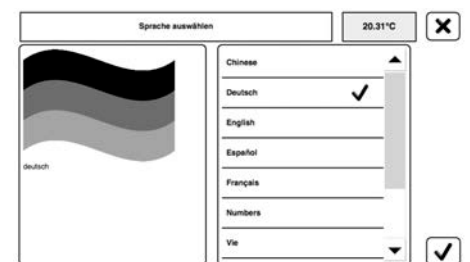 Sprache auswählen
20.31°C
deutsch
Chinese
Deutsch
English
Español
Français
Numbers
Vie